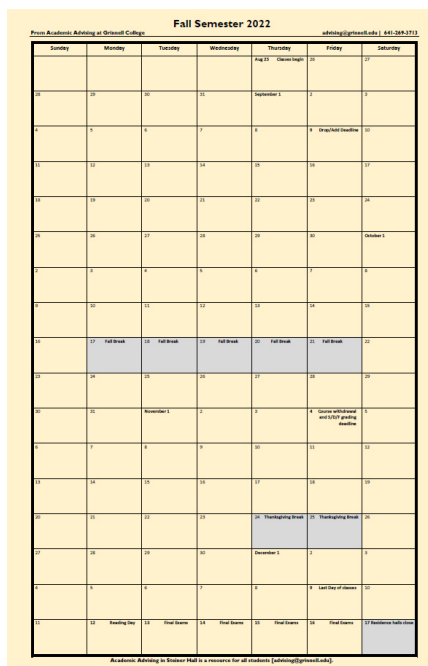 Fall Semester 2022
From Academic Advising at Grinnell College advising@grinnell.edu | 641-269-3713
Sunday Monday Tuesday Wednesday Thursday Friday Saturday
Aug 25 Classes begin 26 27
28 29 30 31 September 1 2 3
4 5 6 7 8 9 Drop/Add Deadline 10
11 12 13 14 15 16 17
18 19 20 21 22 23 24
25 26 27 28 29 30 October 1
2 3 4 5 6 7 8
9 10 11 12 13 14 15
16 17 Fall Break 18 Fall Break 19 Fall Break 20 Fall Break 21 Fall Break 22
23 24 25 26 27 28 29
30 31 November 1 2 3 4 Course withdrawal 5
and S/D/F grading
deadline
6 7 8 9 10 11 12
13 14 15 16 17 18 19
20 21 22 23 24 Thanksgiving Break 25 Thanksgiving Break 26
27 28 29 30 December 1 2 3
4 5 6 7 8 9 Last Day of classes 10
11 12 Reading Day 13 Final Exams 14 Final Exams 15 Final Exams 16 Final Exams 17 Residence halls close
Academic Advising in Steiner Hall is a resource for all students [advising@grinnell.edu].